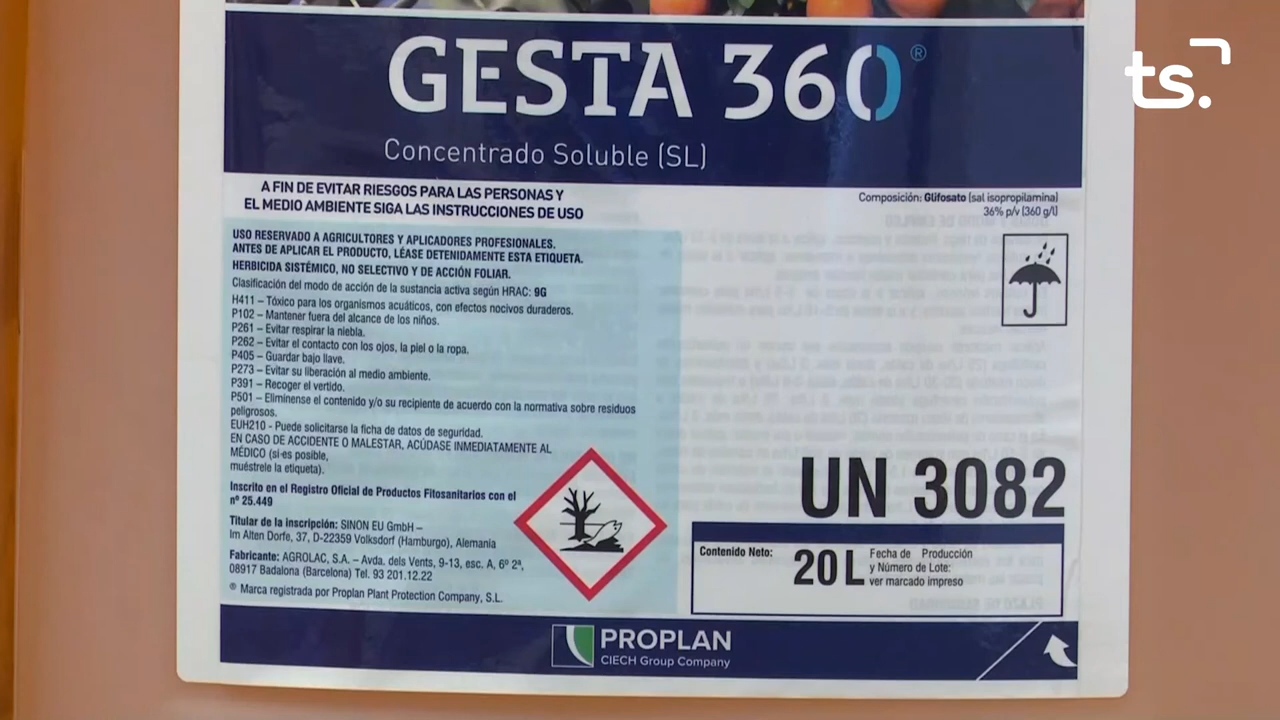 ts.
GESTA 360®
Concentrado Soluble (SL)
A FIN DE EVITAR RIESGOS PARA LAS PERSONAS Y
EL MEDIO AMBIENTE SIGA LAS INSTRUCCIONES DE USO
Composición: Glifosato (sal isopropilamina)
36% p/v (360 g/l)
USO RESERVADO A AGRICULTORES Y APLICADORES PROFESIONALES.
ANTES DE APLICAR EL PRODUCTO, LÉASE DETENIDAMENTE ESTA ETIQUETA.
HERBICIDA SISTÉMICO, NO SELECTIVO Y DE ACCIÓN FOLIAR.
Clasificación del modo de acción de la sustancia activa según HRAC: 9G
H411 – Tóxico para los organismos acuáticos, con efectos nocivos duraderos.
P102 – Mantener fuera del alcance de los niños.
P261 – Evitar respirar la niebla.
P262 – Evitar el contacto con los ojos, la piel o la ropa.
P405 – Guardar bajo llave.
P273 – Evitar su liberación al medio ambiente.
P391 – Recoger el vertido.
P501 – Elimínense el contenido y/o su recipiente de acuerdo con la normativa sobre residuos
peligrosos.
EUH210 - Puede solicitarse la ficha de datos de seguridad.
EN CASO DE ACCIDENTE O MALESTAR, ACÚDASE INMEDIATAMENTE AL
MÉDICO (si es posible,
muéstrele la etiqueta).
Inscrito en el Registro Oficial de Productos Fitosanitarios con el
nº 25.449
Titular de la inscripción: SINON EU GmbH –
Im Alten Dorfe, 37, D-22359 Volksdorf (Hamburgo), Alemania
Fabricante: AGROLAC, S.A. – Avda. dels Vents, 9-13, esc. A, 6º 2ª,
08917 Badalona (Barcelona) Tel. 93 201.12.22
® Marca registrada por Proplan Plant Protection Company, S.L.
UN 3082
Contenido Neto: 20 L
Fecha de Producción
y Número de Lote:
ver marcado impreso
PROPLAN
CIECH Group Company